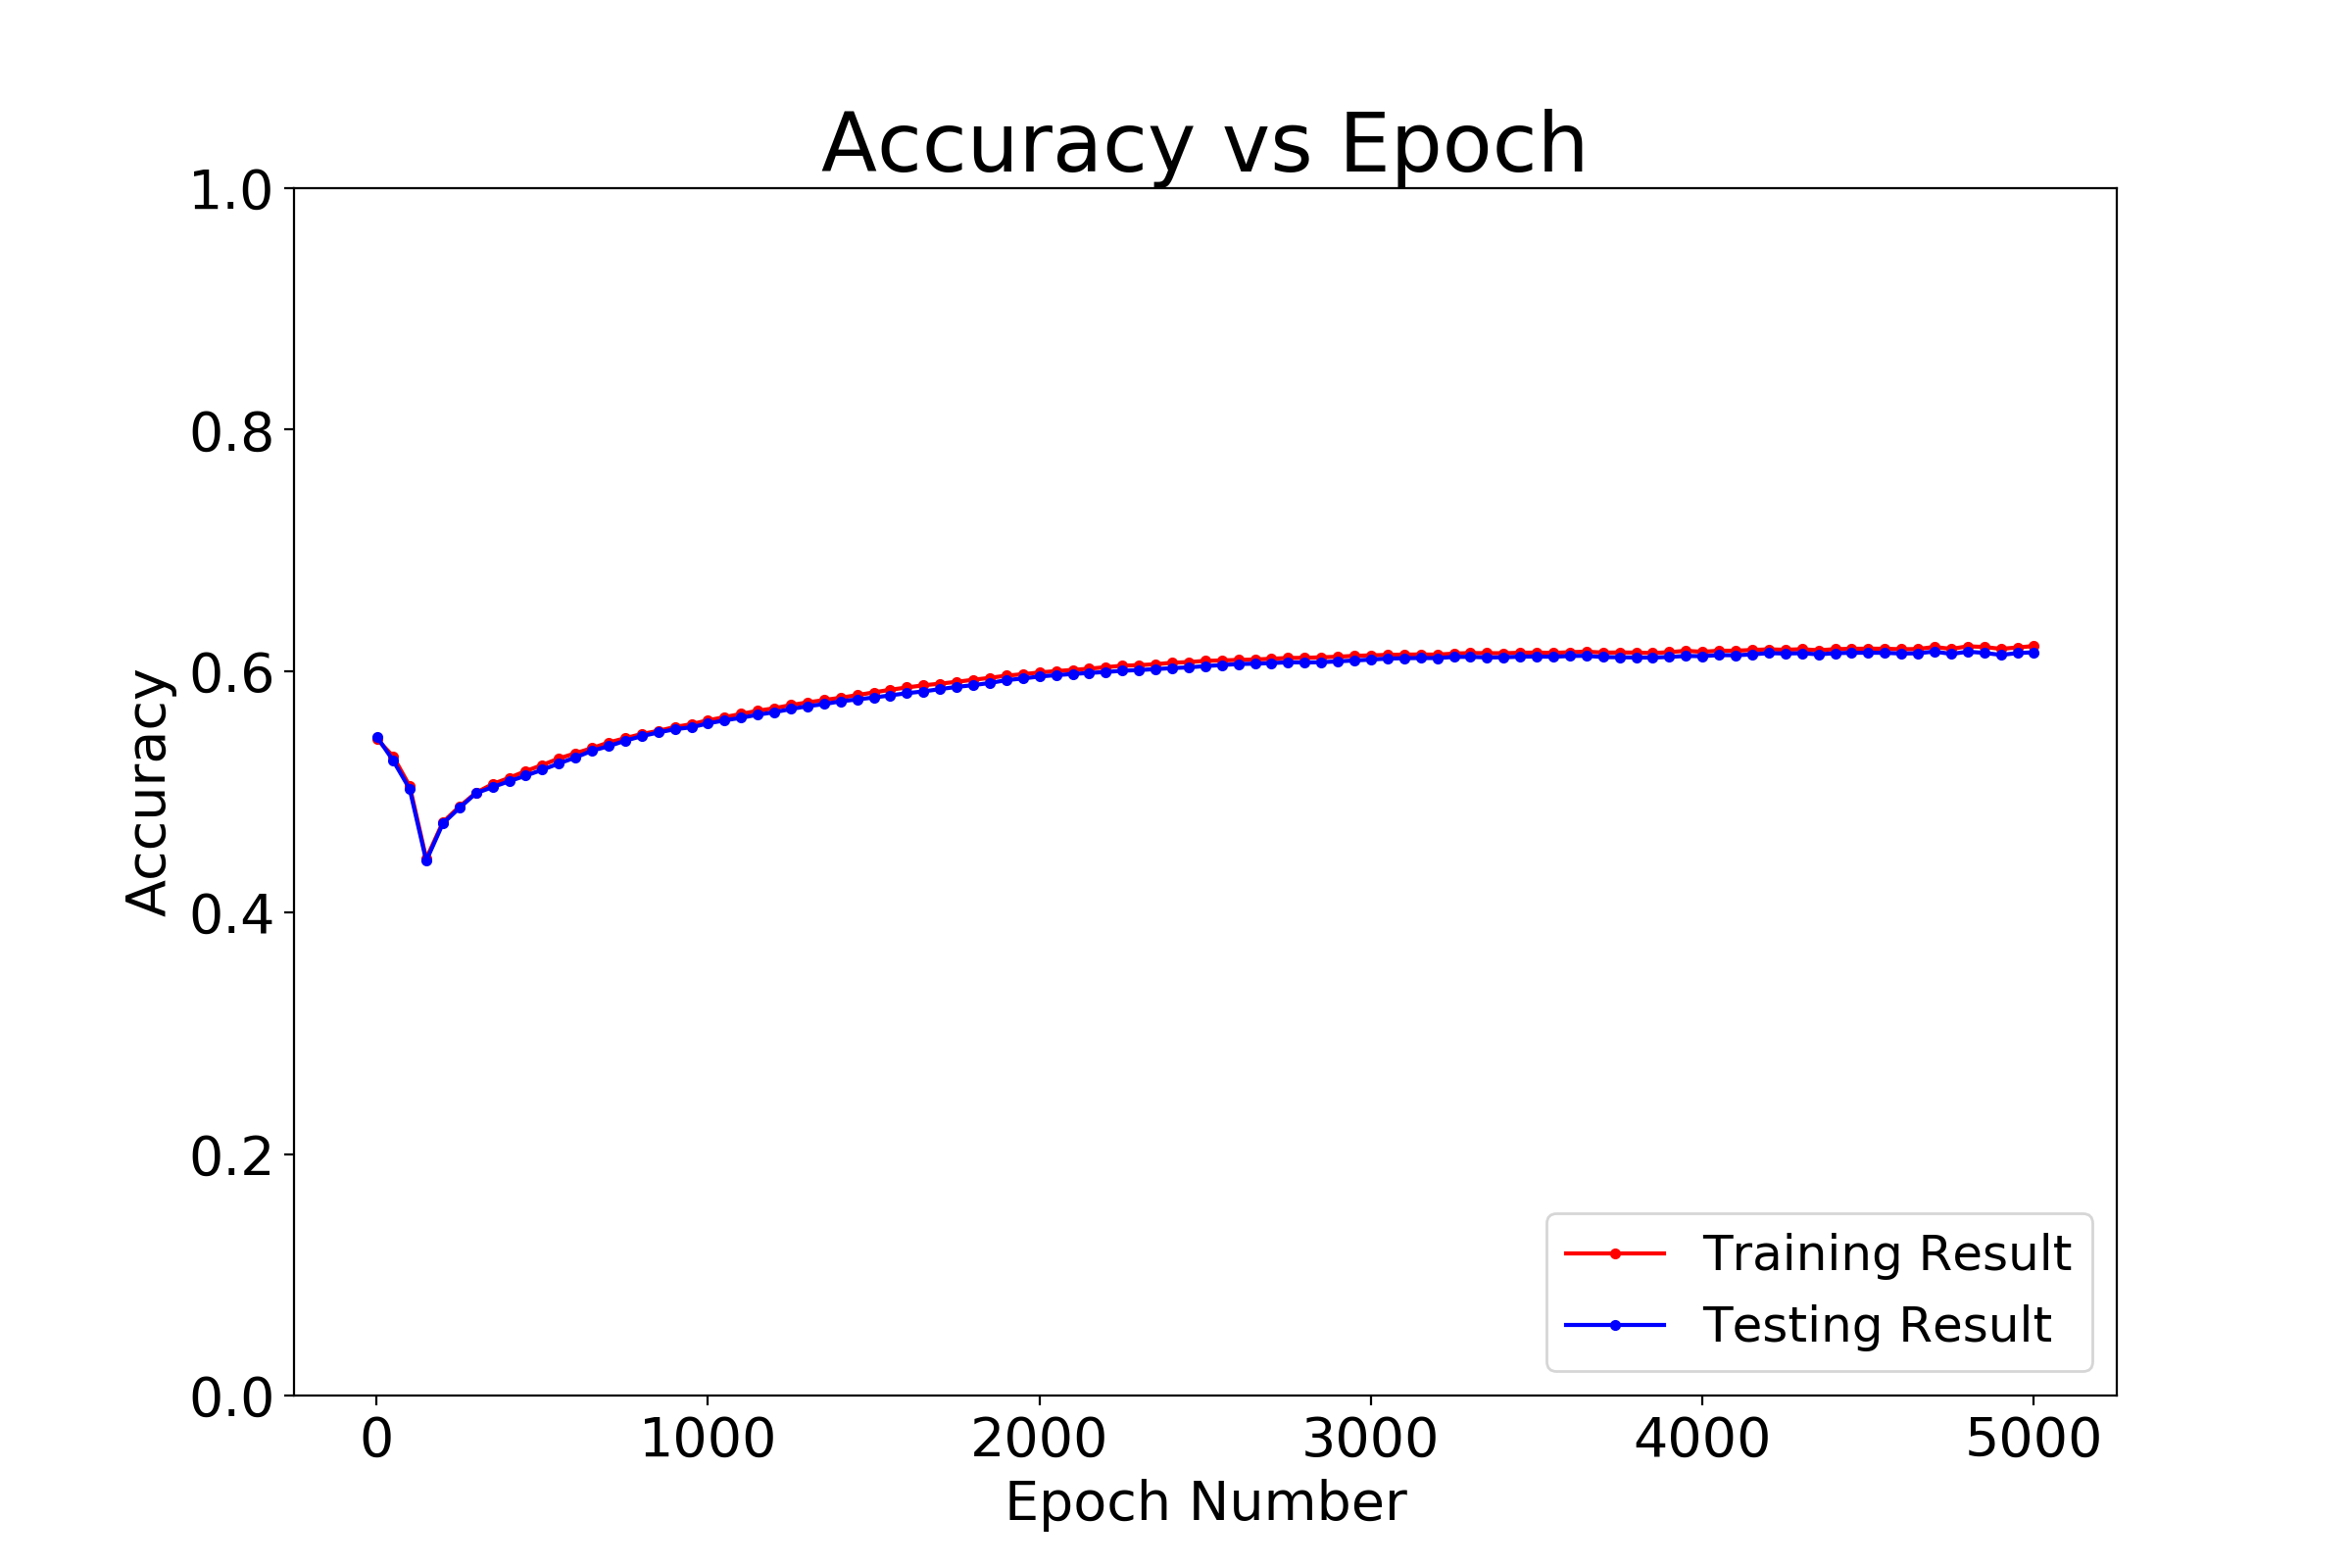 Accuracy vs Epoch
1.0
0.8
0.6
0.4
0.2
0.0
Accuracy
0 1000 2000 3000 4000 5000
Epoch Number
Training Result
Testing Result